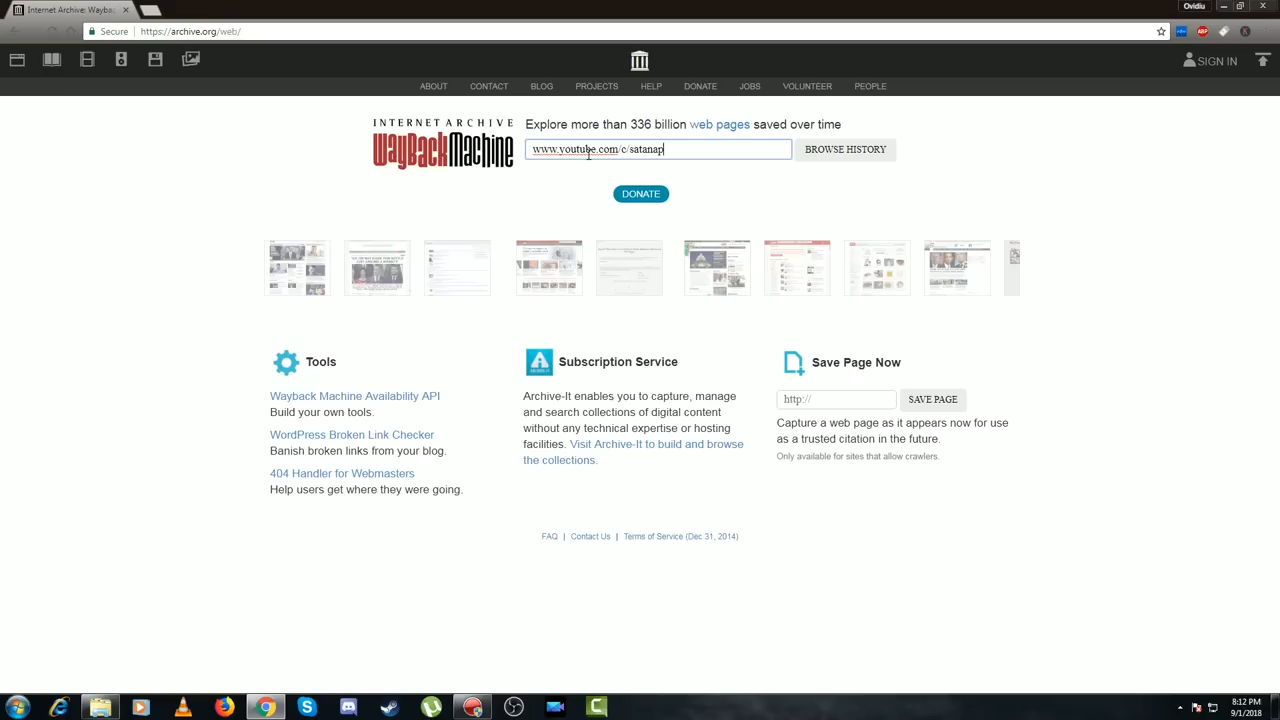 Internet Archive: Wayba
Ovidiu
Secure
https://archive.org/web/
SIGN IN
ABOUT CONTACT BLOG PROJECTS HELP DONATE JOBS VOLUNTEER PEOPLE
INTERNET ARCHIVE
WayBackMachine
Explore more than 336 billion web pages saved over time
www.youtube.com/c/satanap
BROWSE HISTORY
DONATE
Tools
Wayback Machine Availability API
Build your own tools.
WordPress Broken Link Checker
Banish broken links from your blog.
404 Handler for Webmasters
Help users get where they were going.
Subscription Service
Archive-It enables you to capture, manage
and search collections of digital content
without any technical expertise or hosting
facilities. Visit Archive-It to build and browse
the collections.
Save Page Now
http://
SAVE PAGE
Capture a web page as it appears now for use
as a trusted citation in the future.
Only available for sites that allow crawlers.
FAQ | Contact Us | Terms of Service (Dec 31, 2014)
8:12 PM
9/1/2018